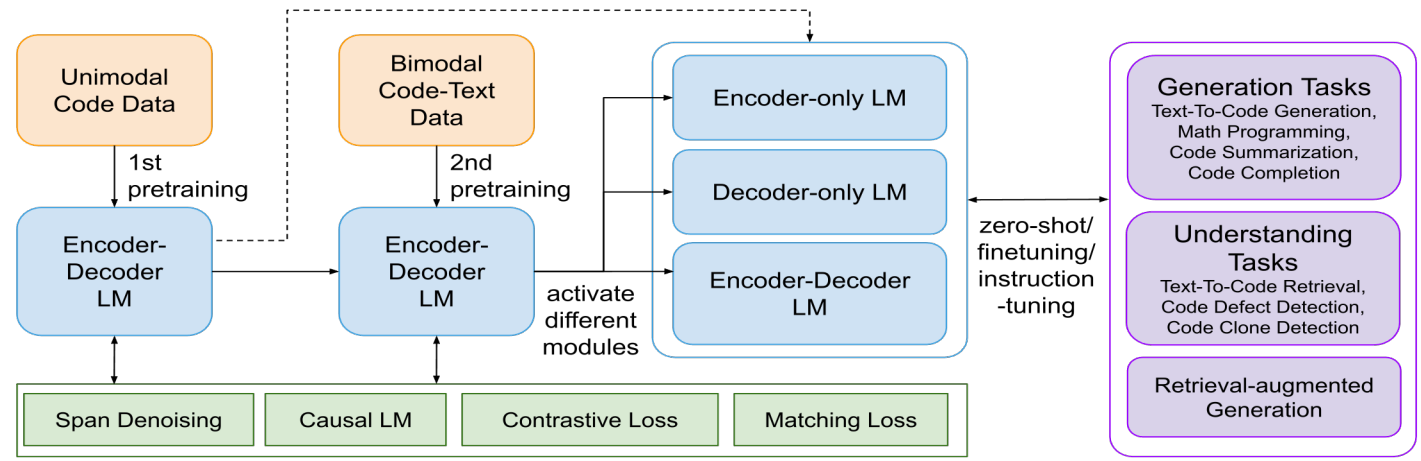 Unimodal
Code Data
1st
pretraining
Encoder-
Decoder
LM
Bimodal
Code-Text
Data
2nd
pretraining
Encoder-
Decoder
LM
activate
different
modules
Encoder-only LM
Decoder-only LM
Encoder-Decoder
LM
zero-shot/
finetuning/
instruction
-tuning
Generation Tasks
Text-To-Code Generation,
Math Programming,
Code Summarization,
Code Completion
Understanding
Tasks
Text-To-Code Retrieval,
Code Defect Detection,
Code Clone Detection
Retrieval-augmented
Generation
Span Denoising
Causal LM
Contrastive Loss
Matching Loss